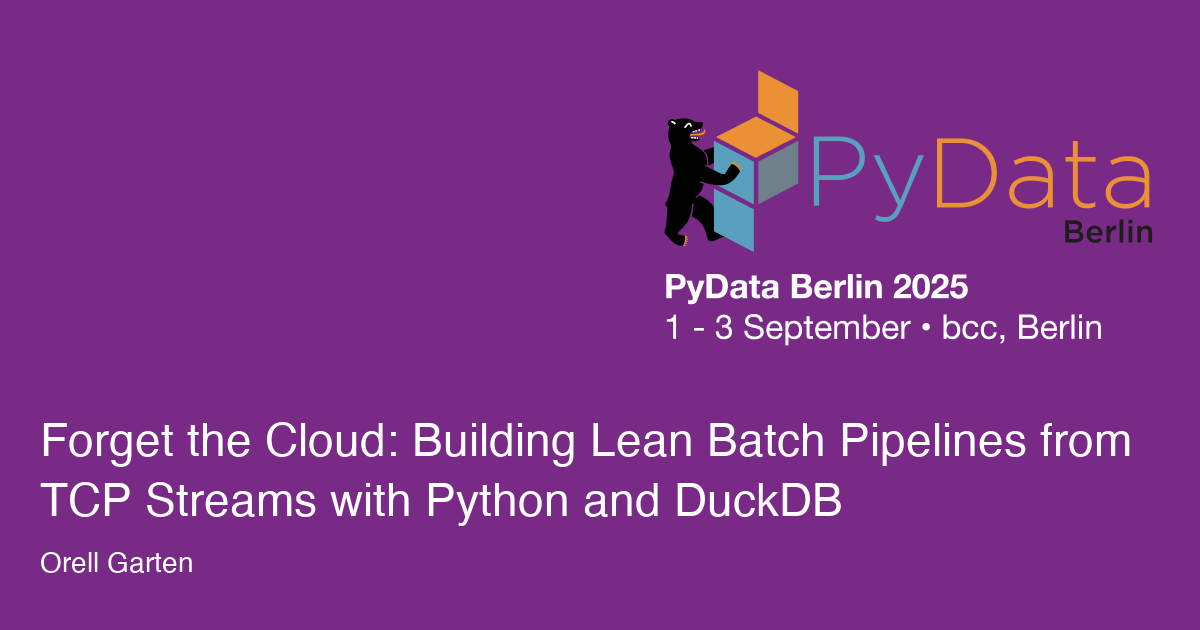 PyData
Berlin
PyData Berlin 2025
1 - 3 September • bcc, Berlin
Forget the Cloud: Building Lean Batch Pipelines from
TCP Streams with Python and DuckDB
Orell Garten